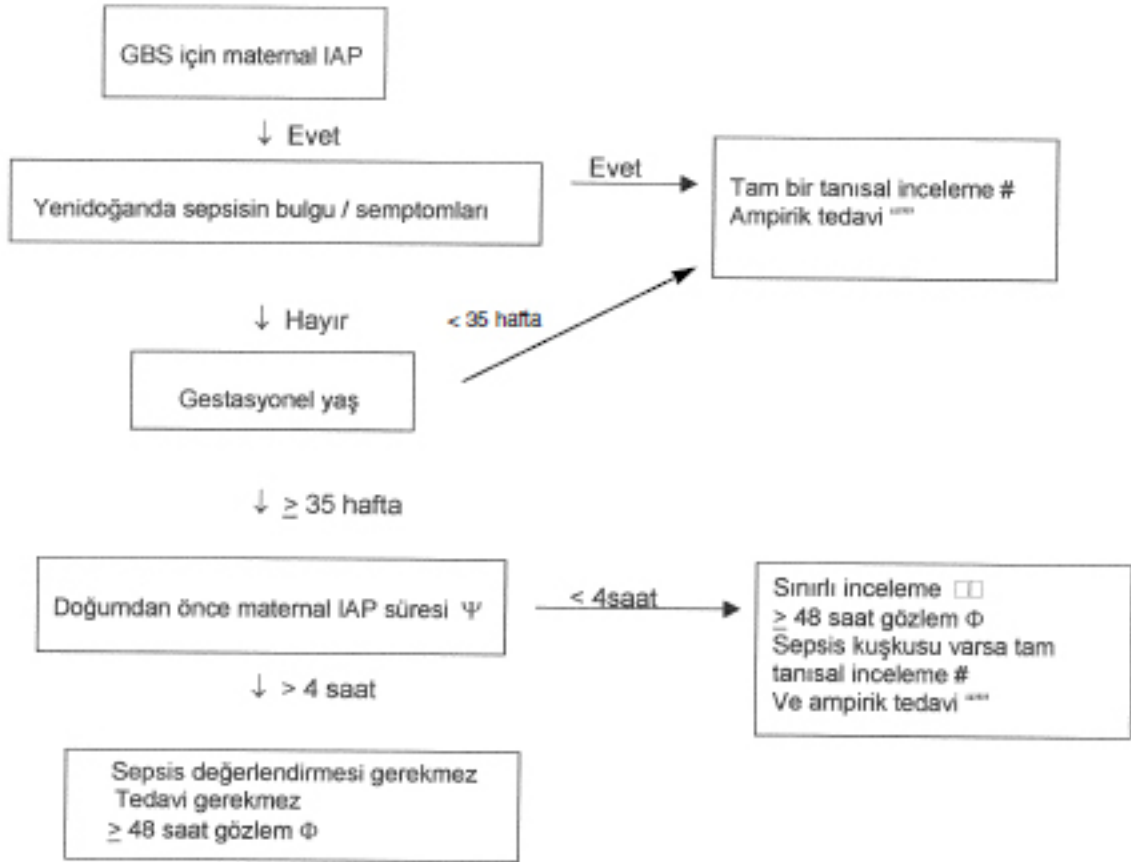 GBS için maternal IAP
↓ Evet
Yenidoğanda sepsisin bulgu / semptomları
Evet
Tam bir tanısal inceleme #
Ampirik tedavi
↓ Hayır
< 35 hafta
Gestasyonel yaş
↓ ≥ 35 hafta
Doğumdan önce maternal IAP süresi Ψ
< 4saat
Sınırlı inceleme □□
≥ 48 saat gözlem Φ
Sepsis kuşkusu varsa tam
tanısal inceleme #
Ve ampirik tedavi
↓ > 4 saat
Sepsis değerlendirmesi gerekmez
Tedavi gerekmez
≥ 48 saat gözlem Φ